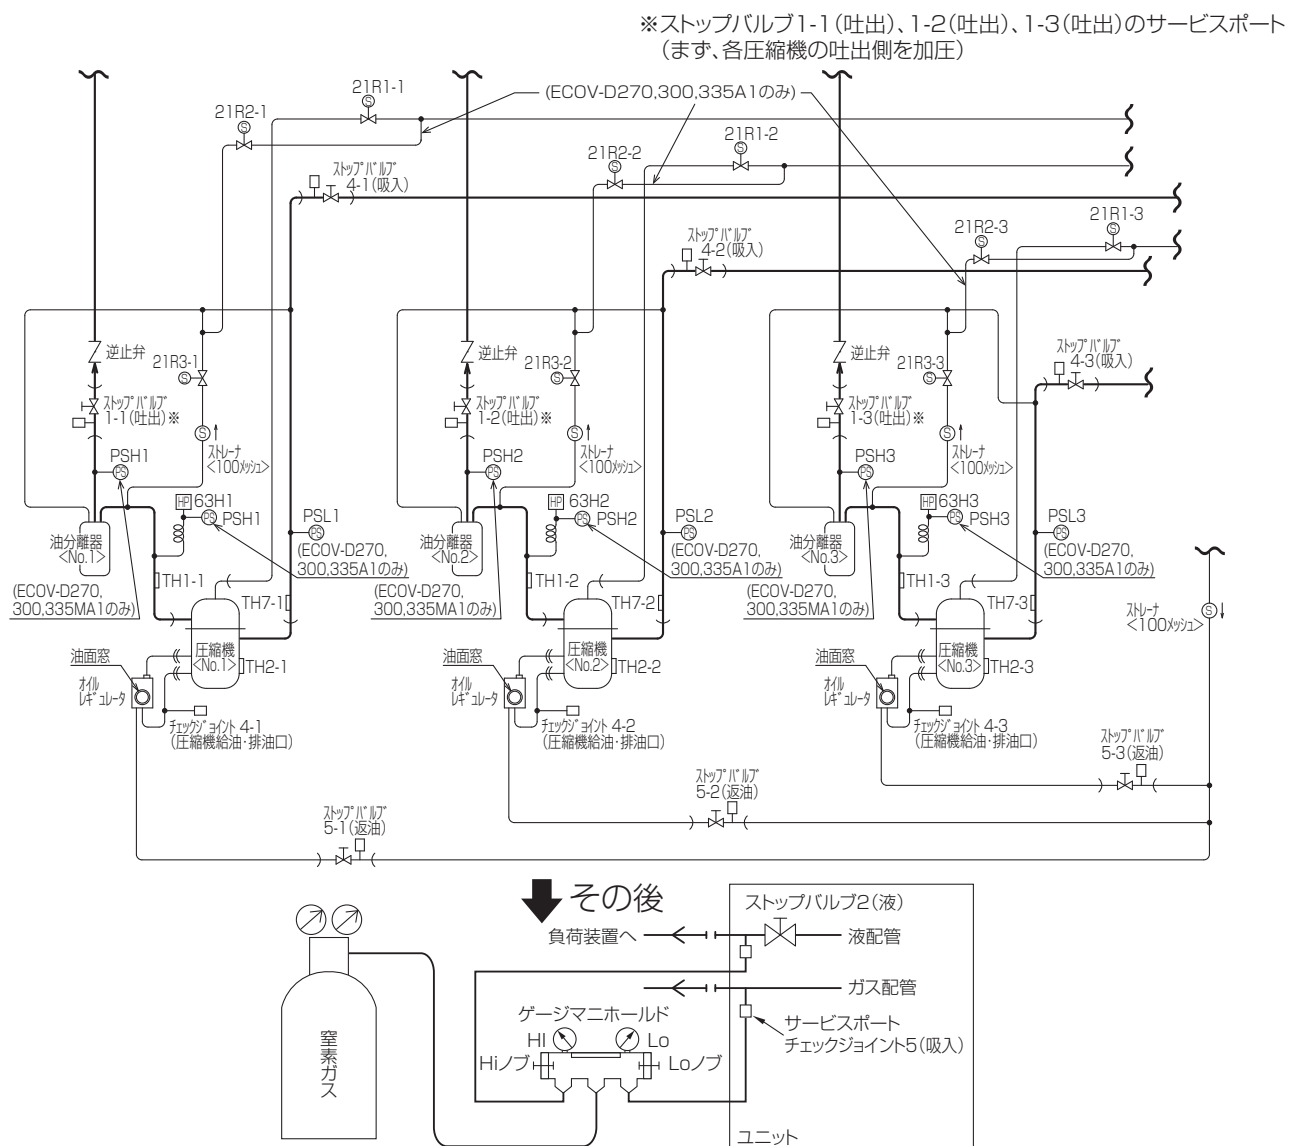 ※ストップバルブ1-1(吐出)、1-2(吐出)、1-3(吐出)のサービスポート
(まず、各圧縮機の吐出側を加圧)
21R1-1
(ECOV-D270,300,335A1のみ)
21R2-1
21R1-2
21R2-2
ストップバルブ
4-1(吸入)
21R1-3
21R2-3
ストップバルブ
4-2(吸入)
逆止弁
21R3-1
逆止弁
21R3-2
逆止弁
21R3-3
ストップバルブ
4-3(吸入)
ストップバルブ
1-1(吐出)※
ストップバルブ
1-2(吐出)※
ストップバルブ
1-3(吐出)※
S
ストレーナ
<100メッシュ>
S
ストレーナ
<100メッシュ>
S
ストレーナ
<100メッシュ>
PSH1
PS
PSH2
PS
PSH3
PS
HP 63H1
PS PSH1
HP 63H2
PS PSH2
HP 63H3
PS PSH3
PSL1
PS
PSL2
PS
PSL3
PS
油分離器
<No.1>
油分離器
<No.2>
油分離器
<No.3>
(ECOV-D270,
300,335A1のみ)
(ECOV-D270,
300,335A1のみ)
(ECOV-D270,
300,335A1のみ)
(ECOV-D270,
300,335MA1のみ)
(ECOV-D270,
300,335MA1のみ)
(ECOV-D270,
300,335MA1のみ)
TH1-1
TH7-1
TH1-2
TH7-2
TH1-3
TH7-3
ストレーナ
<100メッシュ>
S
圧縮機
<No.1>
TH2-1
圧縮機
<No.2>
TH2-2
圧縮機
<No.3>
TH2-3
油面窓
オイル
レギュレータ
油面窓
オイル
レギュレータ
油面窓
オイル
レギュレータ
チェックジョイント 4-1
(圧縮機給油・排油口)
チェックジョイント 4-2
(圧縮機給油・排油口)
チェックジョイント 4-3
(圧縮機給油・排油口)
ストップバルブ
5-3(返油)
ストップバルブ
5-2(返油)
ストップバルブ
5-1(返油)
その後
ストップバルブ2(液)
負荷装置へ
液配管
ガス配管
ゲージマニホールド
HI
Lo
Hiノブ
Loノブ
サービスポート
チェックジョイント5(吸入)
窒素ガス
ユニット